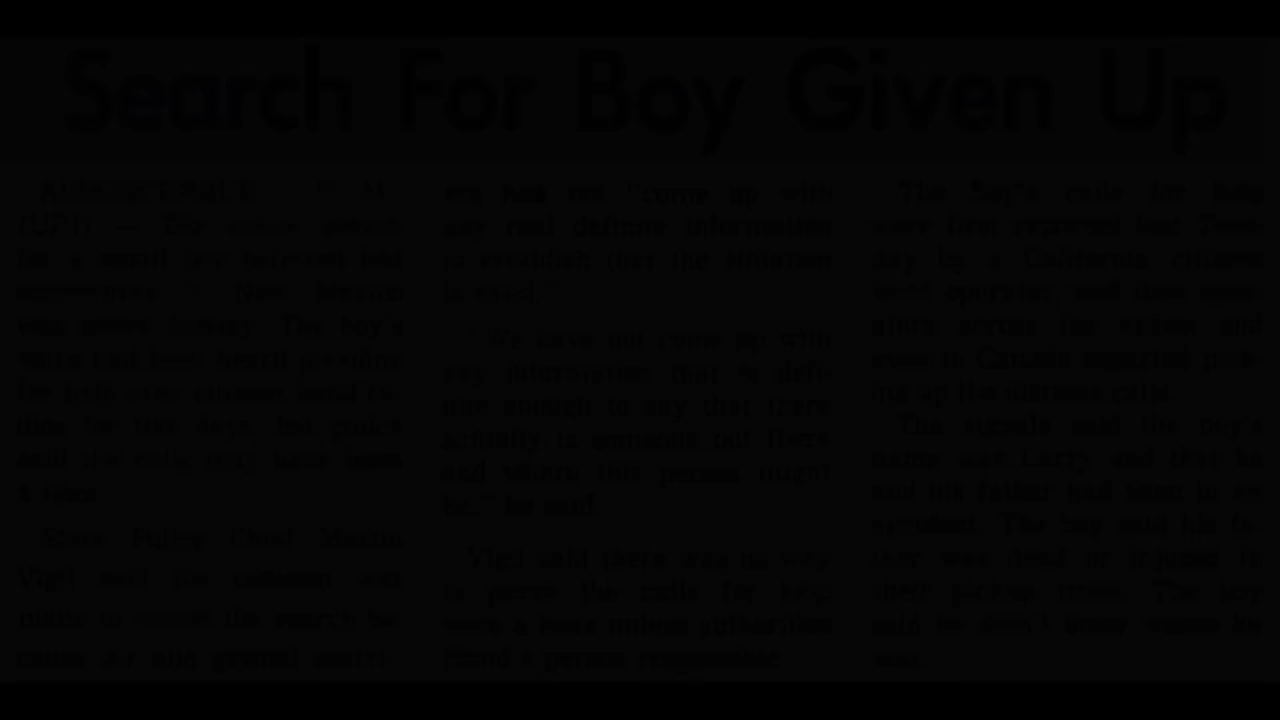 Search For Boy Given Up
(UPI) — The
for a small boy believed lost
in New Mexico
was The boy's
voice had been heard pleading
for help over citizens band ra-
dio for two days, but police
said the calls may have been
a hoax.
State Police Chief Martin
Vigil said the decision was
made to cancel the search be-
cause air and ground search-
ers has not "come up with
any real definite information
to establish that the situation
is valid.
"We have not come up with
any information that is defi-
nite enough to say that there
actually is someone out there
and where this person might
be," he said.
Vigil said there was no way
to prove the calls for help
were a hoax unless authorities
found a person responsible.
The boy's calls for help
were first reported last Tues-
day by a California citizens
band operator, and then oper-
ators across the nation and
even in Canada reported pick-
ing up the distress calls.
The signals said the boy's
name was Larry and that he
and his father had been in an
accident. The boy said his fa-
ther was dead or injured in
their pickup truck. The boy
said he didn't know where he
was.